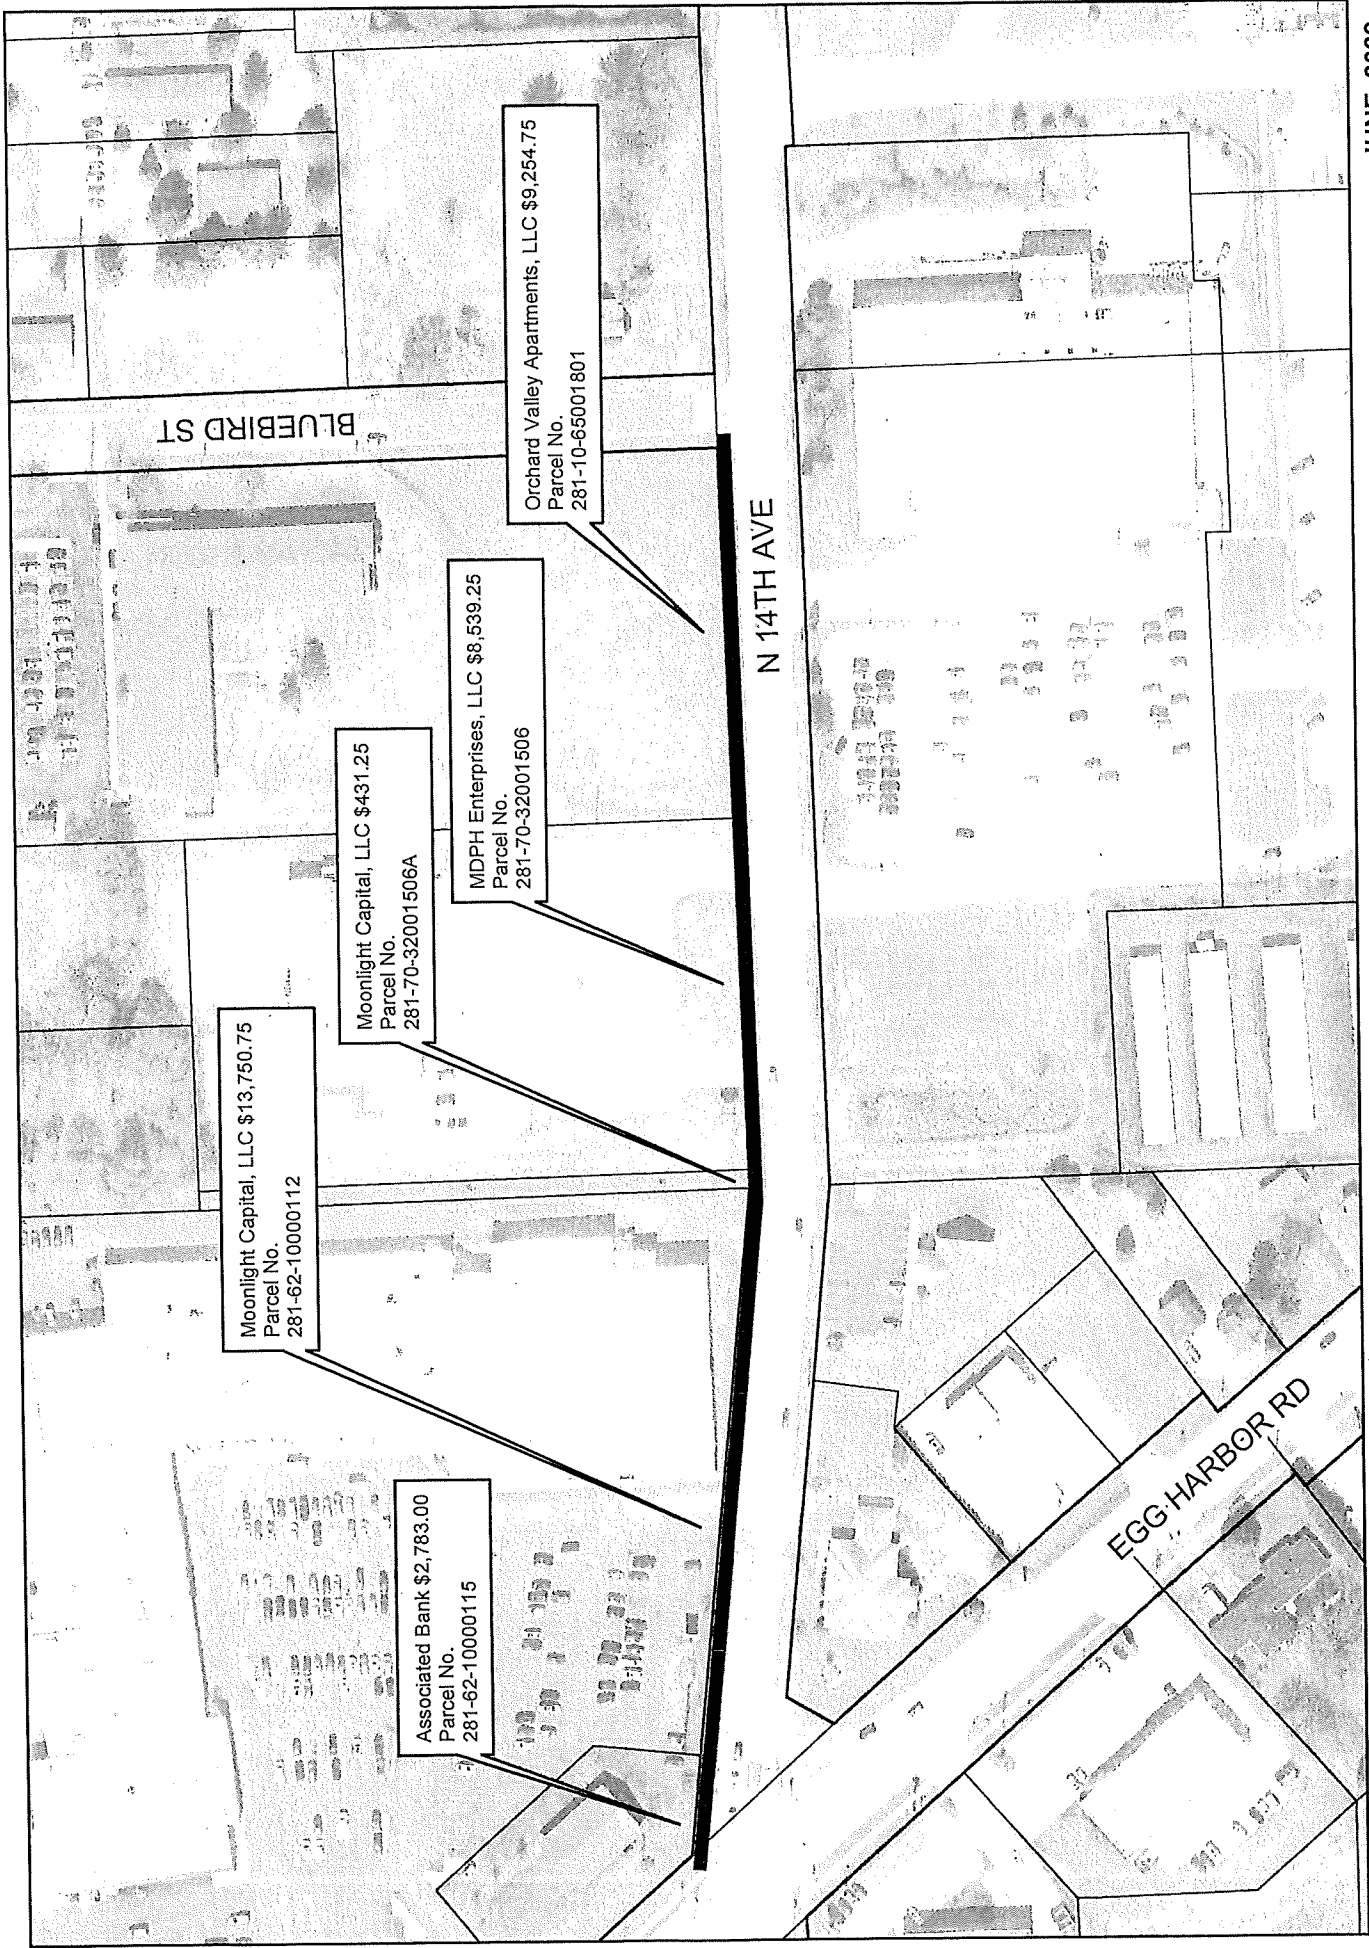 Associated Bank $2,783.00
Parcel No.
281-62-10000115
Moonlight Capital, LLC $13,750.75
Parcel No.
281-62-10000112
Moonlight Capital, LLC $431.25
Parcel No.
281-70-32001506A
MDPH Enterprises, LLC $8,539.25
Parcel No.
281-70-32001506
Orchard Valley Apartments, LLC $9,254.75
Parcel No.
281-10-65001801
BLUEBIRD ST
N 14TH AVE
EGG HARBOR RD